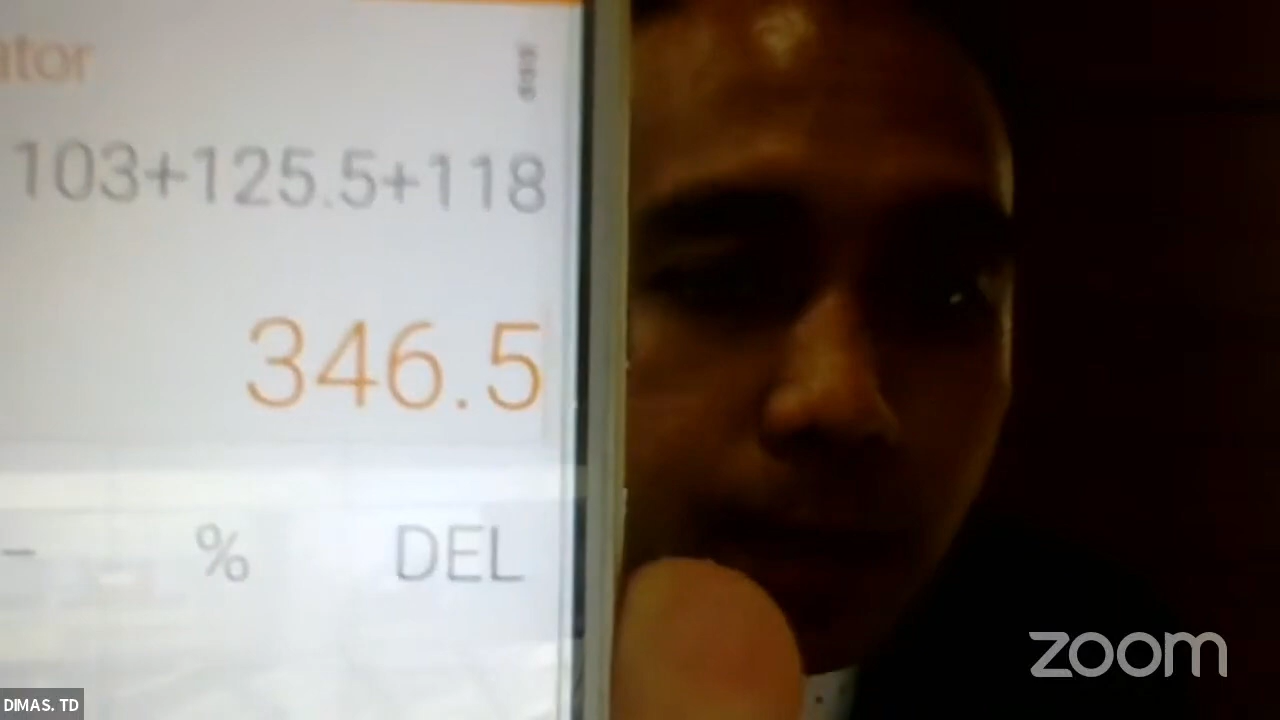 ator
103+125.5+118
346.5
- % DEL
zoom
DIMAS. TD